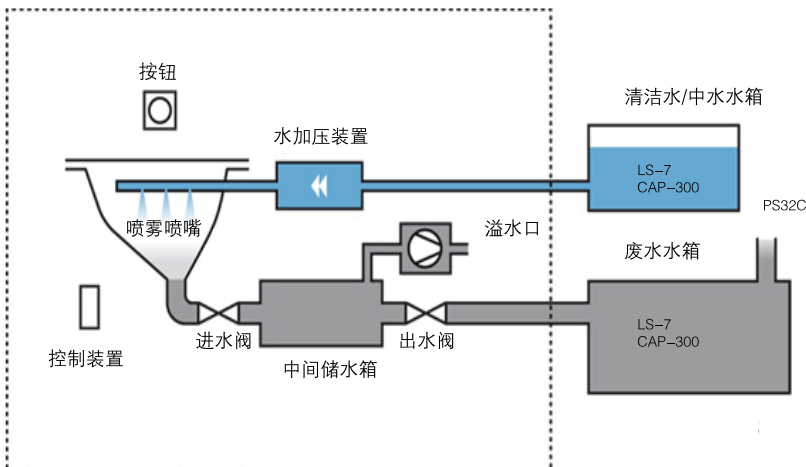 按钮
清洁水/中水水箱
水加压装置
LS-7
CAP-300
PS32C
喷雾喷嘴
溢水口
废水水箱
LS-7
CAP-300
进水阀
出水阀
控制装置
中间储水箱